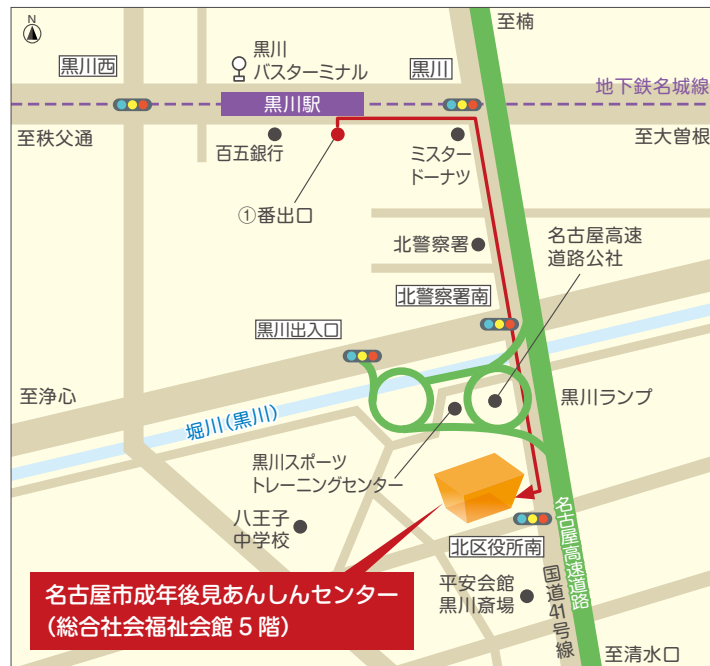 N
至楠
黒川
バスターミナル
黒川西
黒川
地下鉄名城線
黒川駅
至秩父通
百五銀行
ミスター
ドーナツ
至大曽根
①番出口
北警察署
名古屋高速
道路公社
北警察署南
黒川出入口
至浄心
堀川(黒川)
黒川ランプ
黒川スポーツ
トレーニングセンター
八王子
中学校
北区役所南
名古屋高速道路
国道41号線
平安会館
黒川斎場
名古屋市成年後見あんしんセンター
(総合社会福祉会館5階)
至清水口